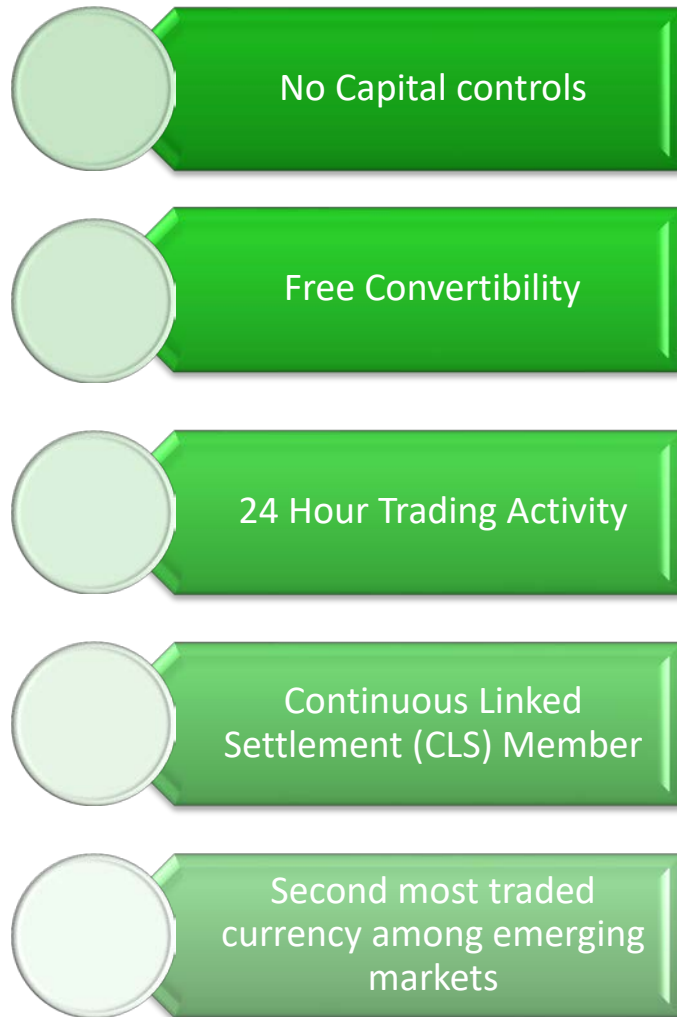 No Capital controls
Free Convertibility
24 Hour Trading Activity
Continuous Linked
Settlement (CLS) Member
Second most traded
currency among emerging
markets